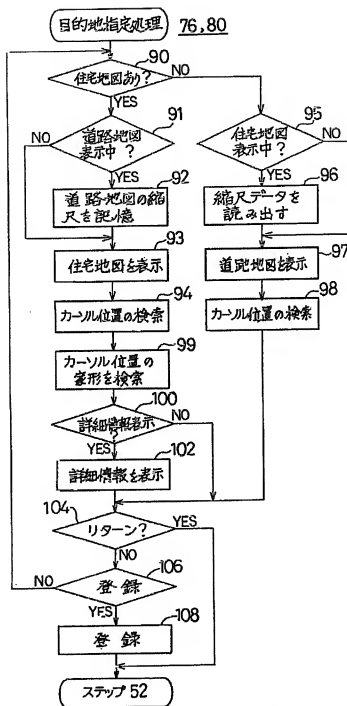 目的地指定処理 76,80
90
住宅地図あり?
NO
YES
91
道路地図
表示中?
NO
YES
92
道路地図の縮
尺を記憶
93
住宅地図を表示
94
カーソル位置の検索
99
カーソル位置の
家形を検索
100
詳細情報表示
?
NO
YES
102
詳細情報を表示
95
住宅地図
表示中?
NO
YES
96
縮尺データを
読み出す
97
道路地図を表示
98
カーソル位置の検索
104
リターン?
YES
NO
106
登録
NO
YES
108
登録
ステップ 52